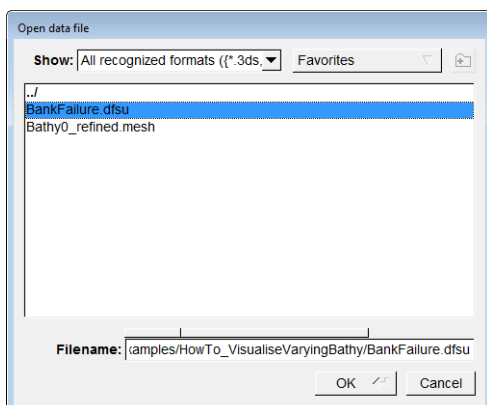 Open data file
Show: All recognized formats ({*.3ds, Favorites
../
BankFailure.dfsu
Bathy0_refined.mesh
Filename: amples/HowTo_VisualiseVaryingBathy/BankFailure.dfsu
OK Cancel